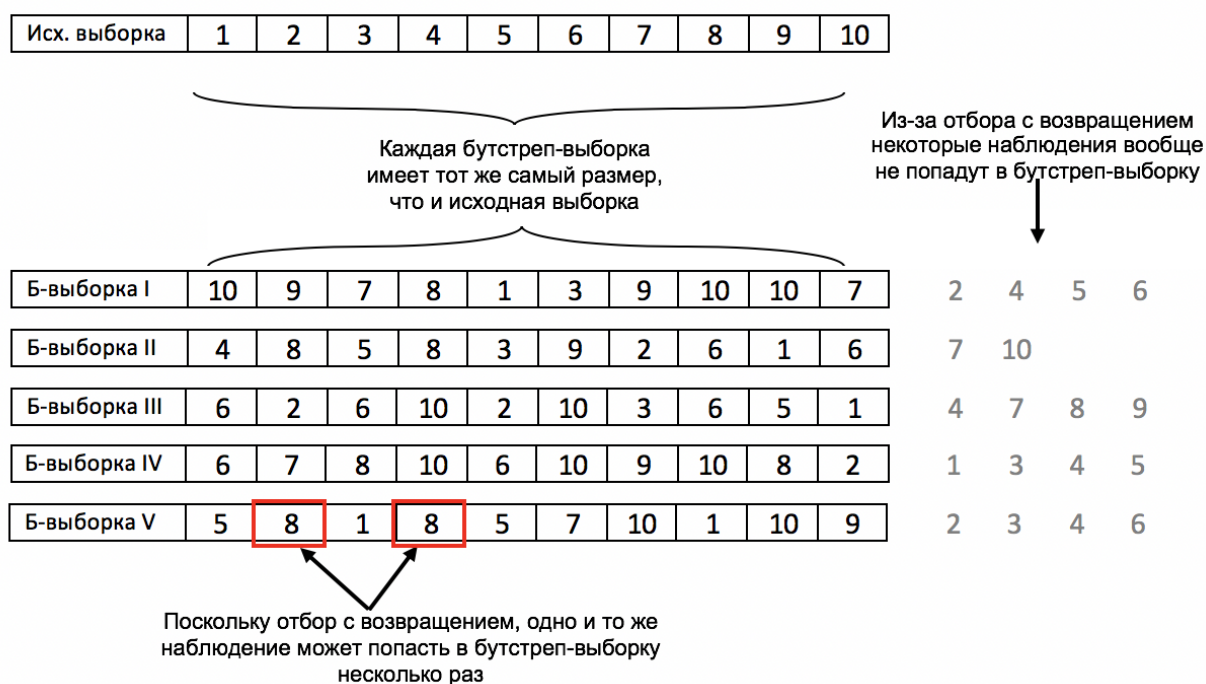 Исх. выборка 1 2 3 4 5 6 7 8 9 10
Каждая бутстреп-выборка
имеет тот же самый размер,
что и исходная выборка
Из-за отбора с возвращением
некоторые наблюдения вообще
не попадут в бутстреп-выборку
Б-выборка I 10 9 7 8 1 3 9 10 10 7 2 4 5 6
Б-выборка II 4 8 5 8 3 9 2 6 1 6 7 10
Б-выборка III 6 2 6 10 2 10 3 6 5 1 4 7 8 9
Б-выборка IV 6 7 8 10 6 10 9 10 8 2 1 3 4 5
Б-выборка V 5 8 1 8 5 7 10 1 10 9 2 3 4 6
Поскольку отбор с возвращением, одно и то же
наблюдение может попасть в бутстреп-выборку
несколько раз